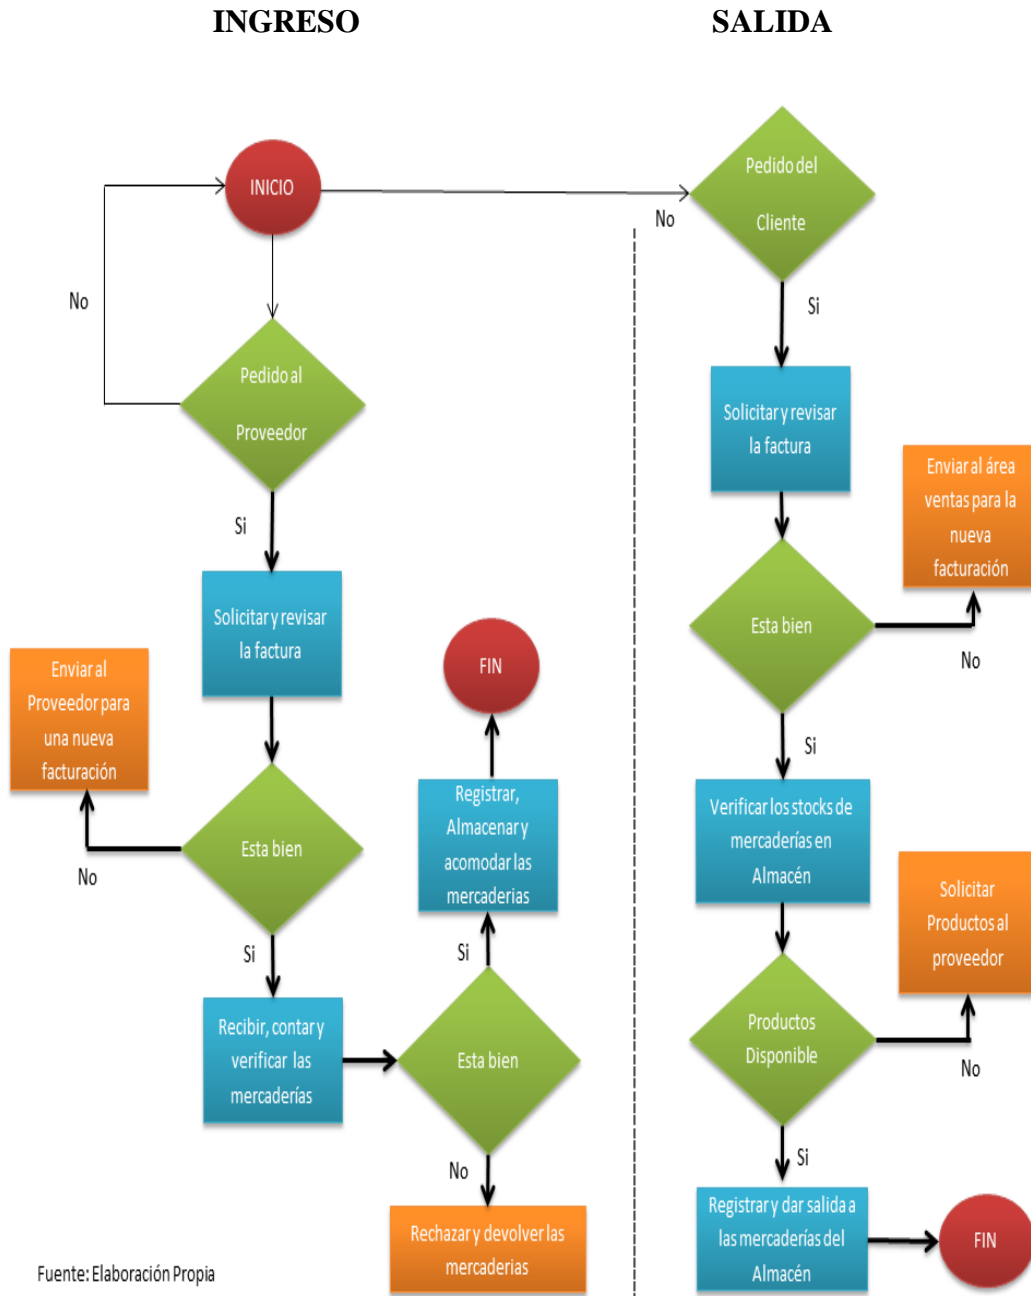 INGRESO
SALIDA
INICIO
No
Pedido al
Proveedor
Si
Solicitar y revisar
la factura
Enviar al
Proveedor para
una nueva
facturación
No
Esta bien
Si
Recibir, contar y
verificar las
mercaderías
Esta bien
Si
Registrar,
Almacenar y
acomodar las
mercaderias
FIN
No
Rechazar y devolver las
mercaderias
Fuente: Elaboración Propia
Pedido del
Cliente
No
Si
Solicitar y revisar
la factura
Esta bien
No
Enviar al área
ventas para la
nueva
facturación
Si
Verificar los stocks de
mercaderías en
Almacén
Productos
Disponible
No
Solicitar
Productos al
proveedor
Si
Registrar y dar salida a
las mercaderías del
Almacén
FIN